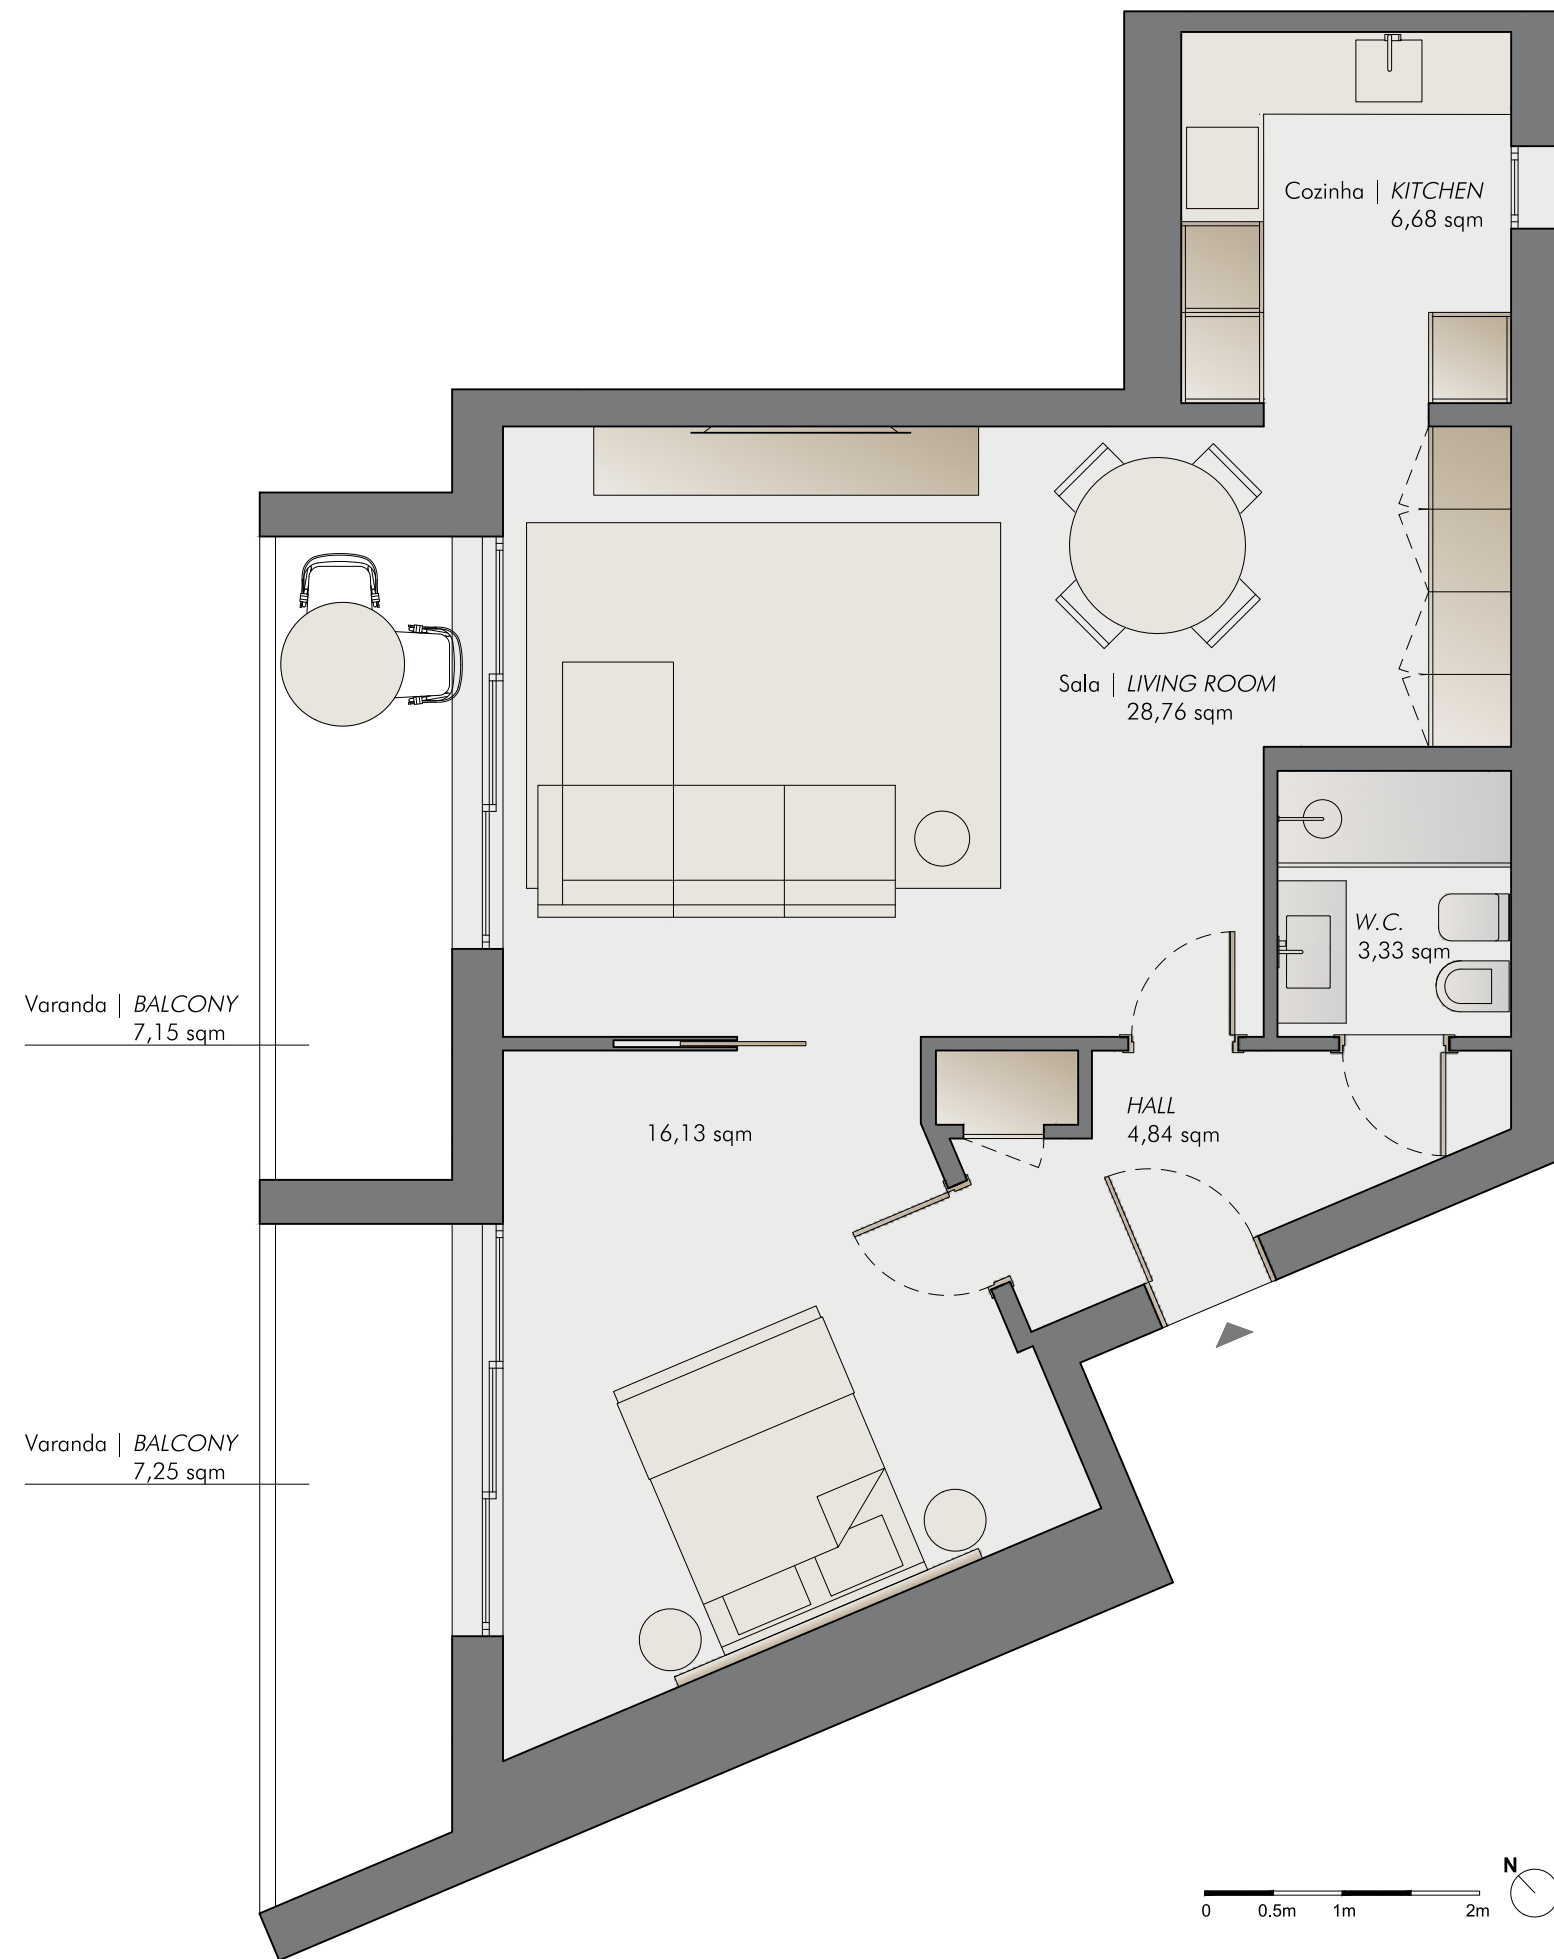 Cozinha | KITCHEN
6,68 sqm
Sala | LIVING ROOM
28,76 sqm
W.C.
3,33 sqm
Varanda | BALCONY
7,15 sqm
HALL
4,84 sqm
16,13 sqm
Varanda | BALCONY
7,25 sqm
N
0 0.5m 1m 2m